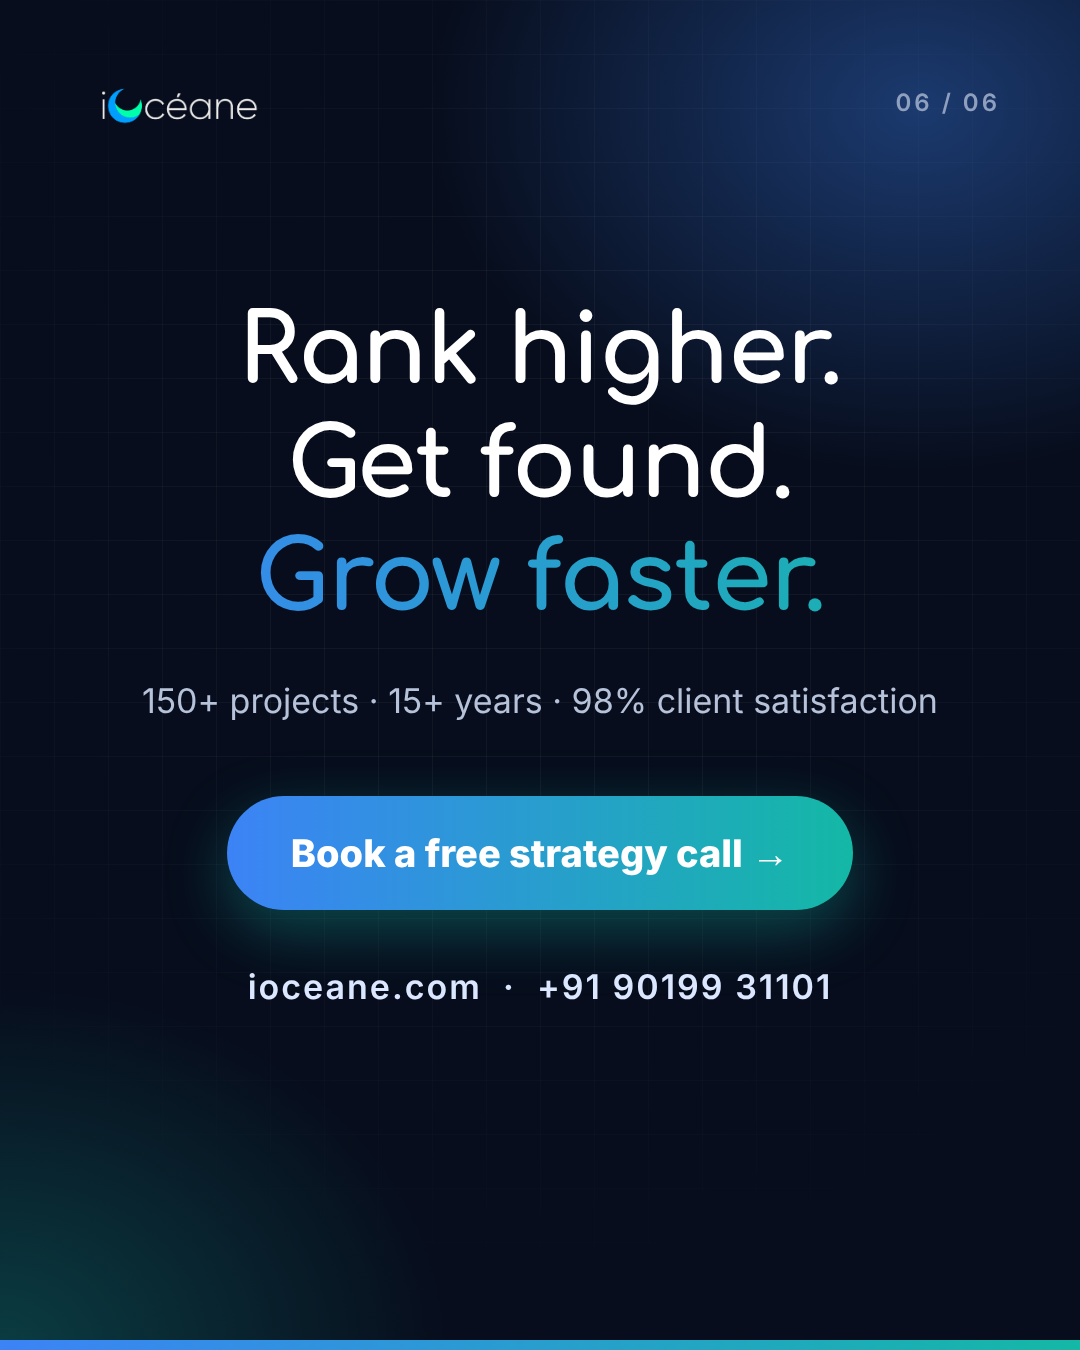 iocéane
06 / 06
Rank higher.
Get found.
Grow faster.
150+ projects · 15+ years · 98% client satisfaction
Book a free strategy call →
ioceane.com · +91 90199 31101